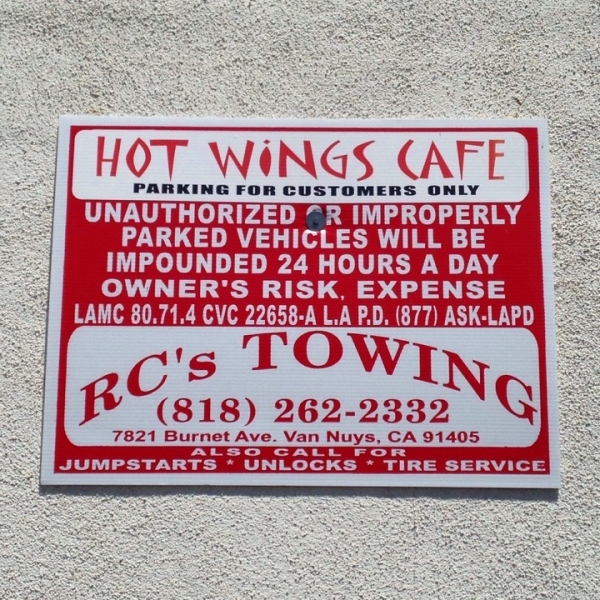 HOT WiNGS CAFE
PARKING FOR CUSTOMERS ONLY
UNAUTHORIZED OR IMPROPERLY
PARKED VEHICLES WILL BE
IMPOUNDED 24 HOURS A DAY
OWNER'S RISK, EXPENSE
LAMC 80.71.4 CVC 22658-A L.A P.D. (877) ASK-LAPD
RC's TOWING
(818) 262-2332
7821 Burnet Ave. Van Nuys, CA 91405
ALSO CALL FOR
JUMPSTARTS * UNLOCKS * TIRE SERVICE